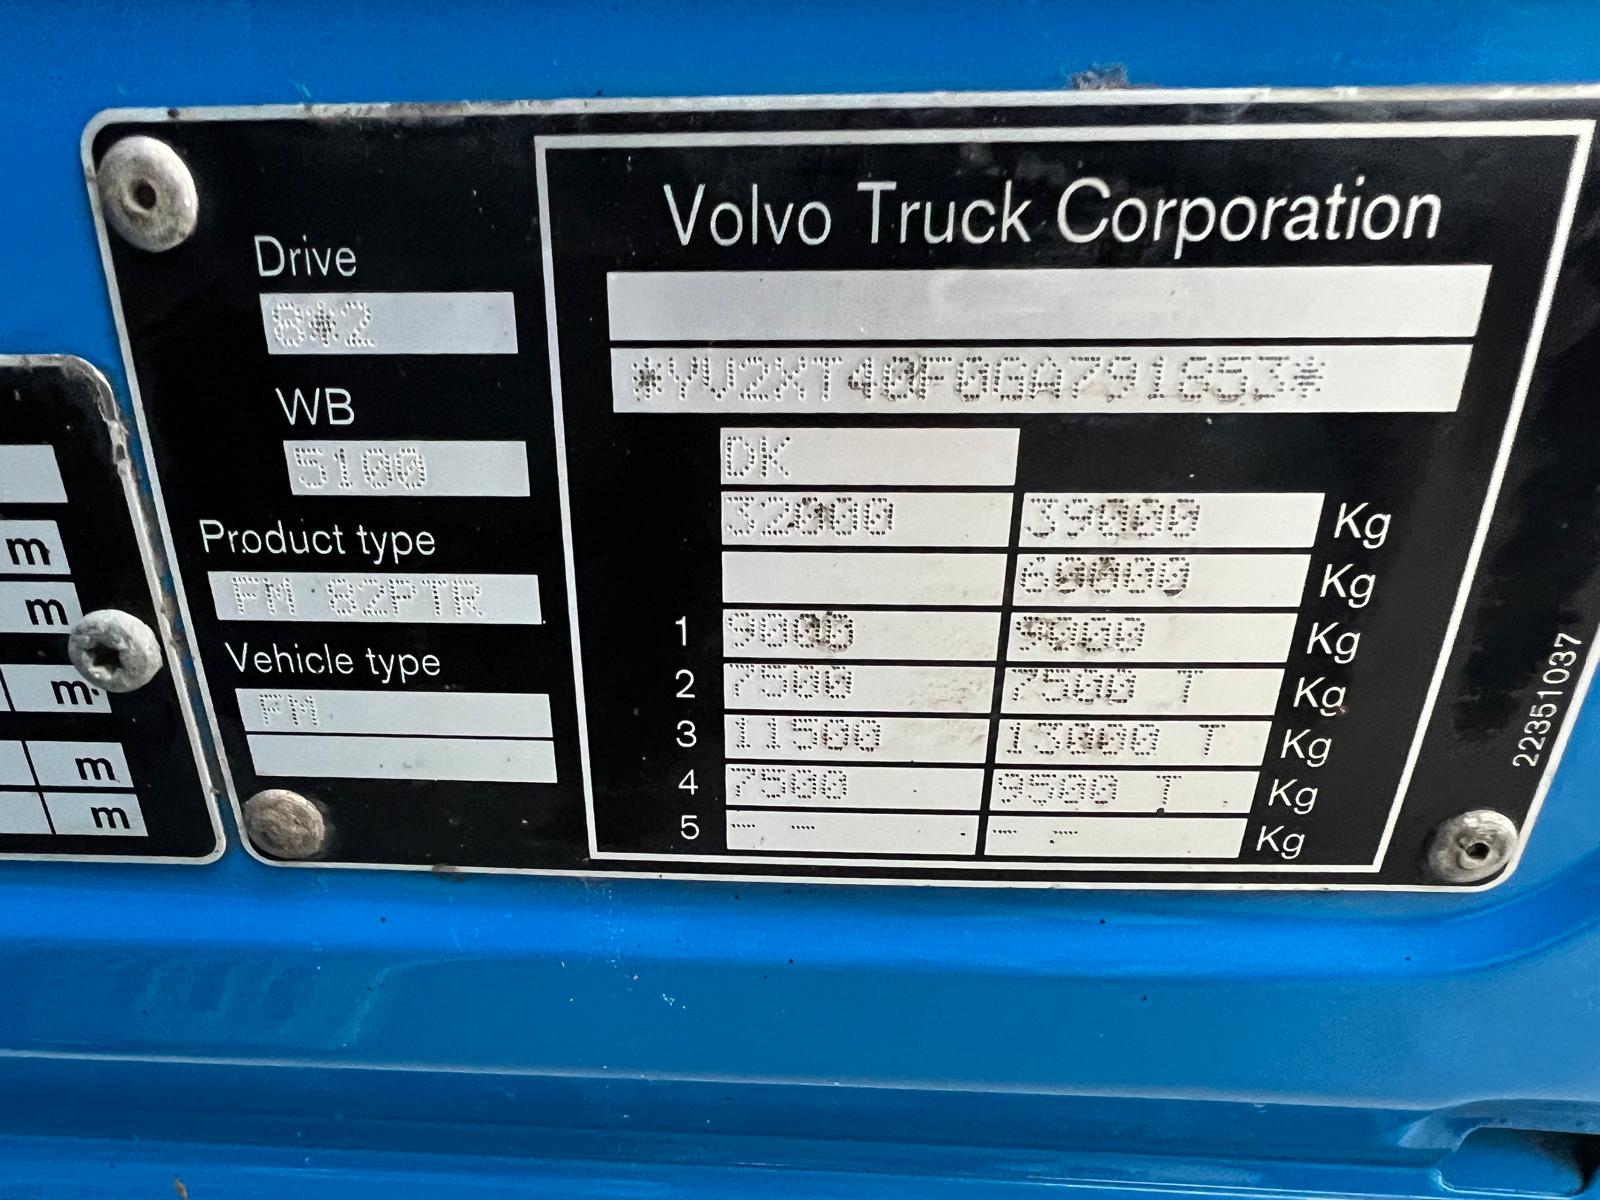 Volvo Truck Corporation
Drive
8*2
WB
5100
Product type
FM 82PTR
Vehicle type
FM
*YV2XT40F0GA791853*
DK
32000 39000 Kg
60000 Kg
1 9000 9000 Kg
2 7500 7500 T Kg
3 11500 13000 T Kg
4 7500 9500 T Kg
5 -- -- -- -- Kg
22351037
m
m
m
m
m